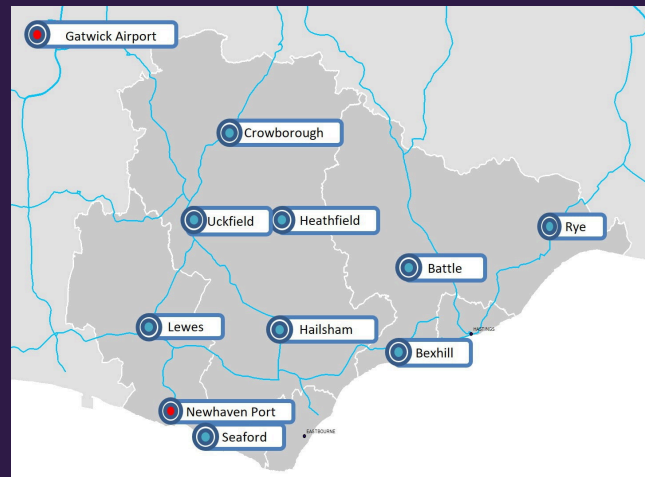 Gatwick Airport
Crowborough
Uckfield
Heathfield
Rye
Battle
Lewes
Hailsham
HASTINGS
Bexhill
Newhaven Port
EASTBOURNE
Seaford